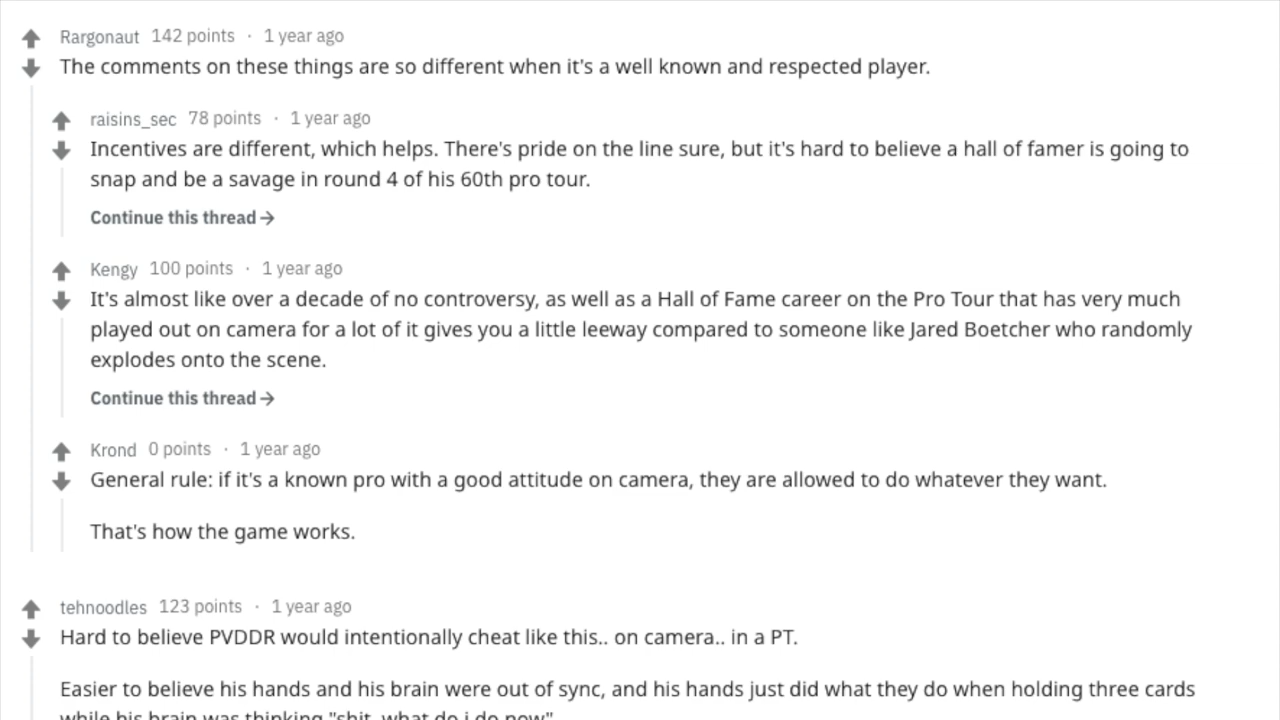 Rargonaut 142 points · 1 year ago
The comments on these things are so different when it's a well known and respected player.
raisins_sec 78 points · 1 year ago
Incentives are different, which helps. There's pride on the line sure, but it's hard to believe a hall of famer is going to
snap and be a savage in round 4 of his 60th pro tour.
Continue this thread →
Kengy 100 points · 1 year ago
It's almost like over a decade of no controversy, as well as a Hall of Fame career on the Pro Tour that has very much
played out on camera for a lot of it gives you a little leeway compared to someone like Jared Boetcher who randomly
explodes onto the scene.
Continue this thread →
Krond 0 points · 1 year ago
General rule: if it's a known pro with a good attitude on camera, they are allowed to do whatever they want.
That's how the game works.
tehnoodles 123 points · 1 year ago
Hard to believe PVDDR would intentionally cheat like this.. on camera.. in a PT.
Easier to believe his hands and his brain were out of sync, and his hands just did what they do when holding three cards
while his brain was thinking "shit, what do i do now"